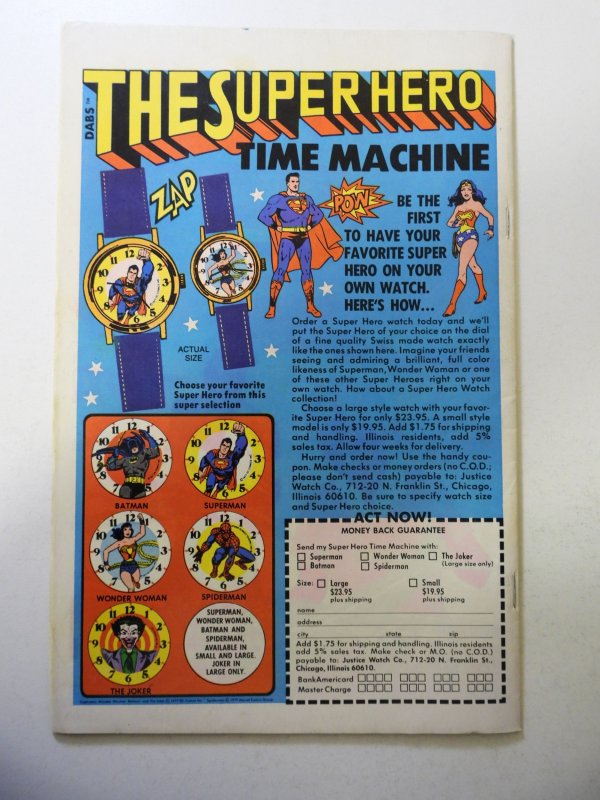 DABS™
THE SUPER HERO
TIME MACHINE
ZAP
POW
BE THE
FIRST
TO HAVE YOUR
FAVORITE SUPER
HERO ON YOUR
OWN WATCH.
HERE'S HOW...
ACTUAL
SIZE
Choose your favorite
Super Hero from this
super selection
Order a Super Hero watch today and we'll
put the Super Hero of your choice on the dial
of a fine quality Swiss made watch exactly
like the ones shown here. Imagine your friends
seeing and admiring a brilliant, full color
likeness of Superman, Wonder Woman or one
of these other Super Heroes right on your
own watch. How about a Super Hero Watch
collection!
Choose a large style watch with your favor-
ite Super Hero for only $23.95. A small style
model is only $19.95. Add $1.75 for shipping
and handling. Illinois residents, add 5%
sales tax. Allow four weeks for delivery.
Hurry and order now! Use the handy cou-
pon. Make checks or money orders (no C.O.D.;
please don't send cash) payable to: Justice
Watch Co., 712-20 N. Franklin St., Chicago,
Illinois 60610. Be sure to specify watch size
and Super Hero choice.
BATMAN
SUPERMAN
WONDER WOMAN
SPIDERMAN
THE JOKER
SUPERMAN,
WONDER WOMAN,
BATMAN AND
SPIDERMAN,
AVAILABLE IN
SMALL AND LARGE.
JOKER IN
LARGE ONLY.
ACT NOW!
MONEY BACK GUARANTEE
Send my Super Hero Time Machine with:
Superman Wonder Woman The Joker
Batman Spiderman (Large size only)
Size: Large Small
$23.95 $19.95
plus shipping plus shipping
name
address
city state zip
Add $1.75 for shipping and handling. Illinois residents
add 5% sales tax. Make check or M.O. (no C.O.D.)
payable to: Justice Watch Co., 712-20 N. Franklin St.,
Chicago, Illinois 60610.
BankAmericard
Master Charge